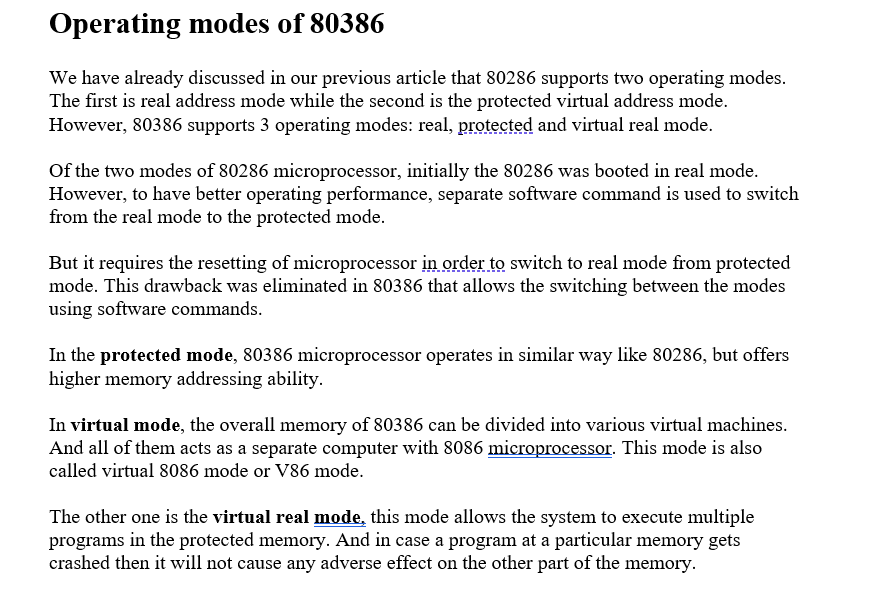 Operating modes of 80386
We have already discussed in our previous article that 80286 supports two operating modes.
The first is real address mode while the second is the protected virtual address mode.
However, 80386 supports 3 operating modes: real, protected and virtual real mode.
Of the two modes of 80286 microprocessor, initially the 80286 was booted in real mode.
However, to have better operating performance, separate software command is used to switch
from the real mode to the protected mode.
But it requires the resetting of microprocessor in order to switch to real mode from protected
mode. This drawback was eliminated in 80386 that allows the switching between the modes
using software commands.
In the protected mode, 80386 microprocessor operates in similar way like 80286, but offers
higher memory addressing ability.
In virtual mode, the overall memory of 80386 can be divided into various virtual machines.
And all of them acts as a separate computer with 8086 microprocessor. This mode is also
called virtual 8086 mode or V86 mode.
The other one is the virtual real mode, this mode allows the system to execute multiple
programs in the protected memory. And in case a program at a particular memory gets
crashed then it will not cause any adverse effect on the other part of the memory.